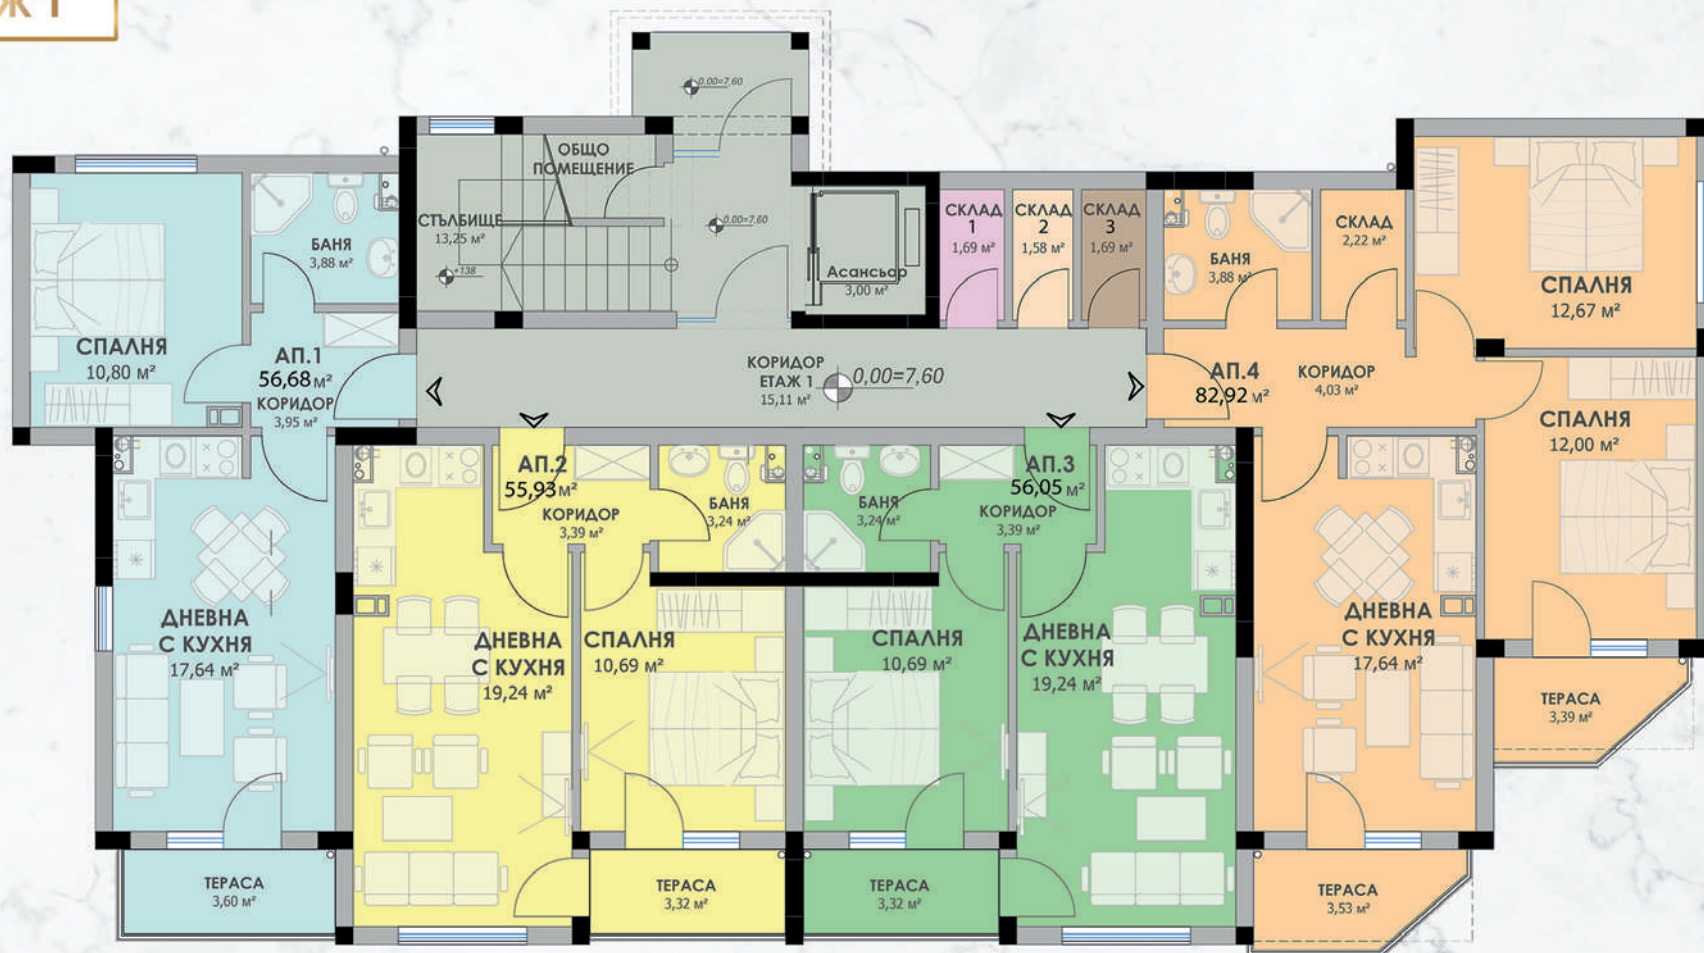 Ж 1
0,00=7,60
ОБЩО
ПОМЕЩЕНИЕ
СТЪЛБИЩЕ
13,25 м²
+138
0,00=7,60
Асансьор
3,00 м²
СКЛАД
1
1,69 м²
СКЛАД
2
1,58 м²
СКЛАД
3
1,69 м²
БАНЯ
3,88 м²
СПАЛНЯ
10,80 м²
АП.1
56,68 м²
КОРИДОР
3,95 м²
КОРИДОР
ЕТАЖ 1
15,11 м²
0,00=7,60
БАНЯ
3,88 м²
СКЛАД
2,22 м²
СПАЛНЯ
12,67 м²
АП.4
82,92 м²
КОРИДОР
4,03 м²
СПАЛНЯ
12,00 м²
АП.2
55,93 м²
КОРИДОР
3,39 м²
БАНЯ
3,24 м²
БАНЯ
3,24 м²
АП.3
56,05 м²
КОРИДОР
3,39 м²
ДНЕВНА
С КУХНЯ
17,64 м²
ДНЕВНА
С КУХНЯ
19,24 м²
СПАЛНЯ
10,69 м²
СПАЛНЯ
10,69 м²
ДНЕВНА
С КУХНЯ
19,24 м²
ДНЕВНА
С КУХНЯ
17,64 м²
ТЕРАСА
3,39 м²
ТЕРАСА
3,60 м²
ТЕРАСА
3,32 м²
ТЕРАСА
3,32 м²
ТЕРАСА
3,53 м²